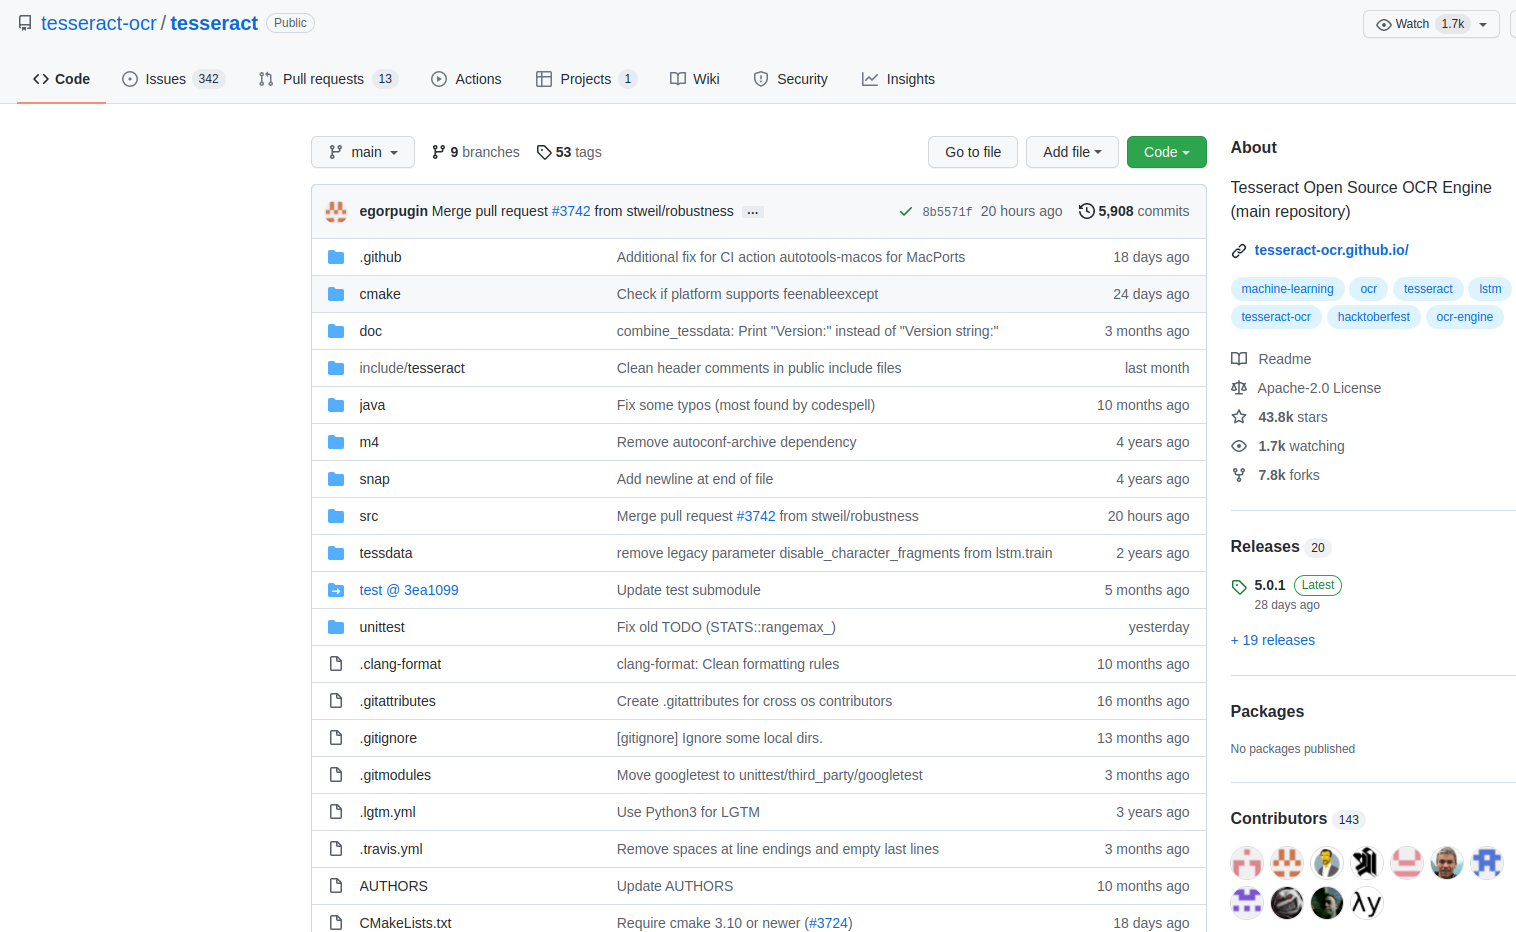 tesseract-ocr / tesseract Public Watch 1.7k
Code Issues 342 Pull requests 13 Actions Projects 1 Wiki Security Insights
main 9 branches 53 tags Go to file Add file Code
egorpugin Merge pull request #3742 from stweil/robustness ... 8b5571f 20 hours ago 5,908 commits
.github Additional fix for CI action autotools-macos for MacPorts 18 days ago
cmake Check if platform supports feenableexcept 24 days ago
doc combine_tessdata: Print "Version:" instead of "Version string:" 3 months ago
include/tesseract Clean header comments in public include files last month
java Fix some typos (most found by codespell) 10 months ago
m4 Remove autoconf-archive dependency 4 years ago
snap Add newline at end of file 4 years ago
src Merge pull request #3742 from stweil/robustness 20 hours ago
tessdata remove legacy parameter disable_character_fragments from lstm.train 2 years ago
test @ 3ea1099 Update test submodule 5 months ago
unittest Fix old TODO (STATS::rangemax_) yesterday
.clang-format clang-format: Clean formatting rules 10 months ago
.gitattributes Create .gitattributes for cross os contributors 16 months ago
.gitignore [gitignore] Ignore some local dirs. 13 months ago
.gitmodules Move googletest to unittest/third_party/googletest 3 months ago
.lgtm.yml Use Python3 for LGTM 3 years ago
.travis.yml Remove spaces at line endings and empty last lines 3 months ago
AUTHORS Update AUTHORS 10 months ago
CMakeLists.txt Require cmake 3.10 or newer (#3724) 18 days ago
About
Tesseract Open Source OCR Engine
(main repository)
tesseract-ocr.github.io/
machine-learning ocr tesseract lstm
tesseract-ocr hacktoberfest ocr-engine
Readme
Apache-2.0 License
43.8k stars
1.7k watching
7.8k forks
Releases 20
5.0.1 Latest
28 days ago
+ 19 releases
Packages
No packages published
Contributors 143
λy